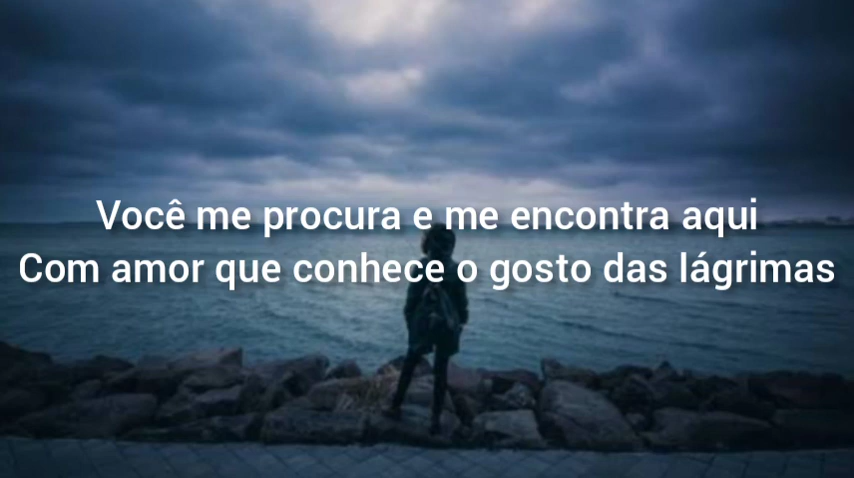 Você me procura e me encontra aqui
Com amor que conhece o gosto das lágrimas